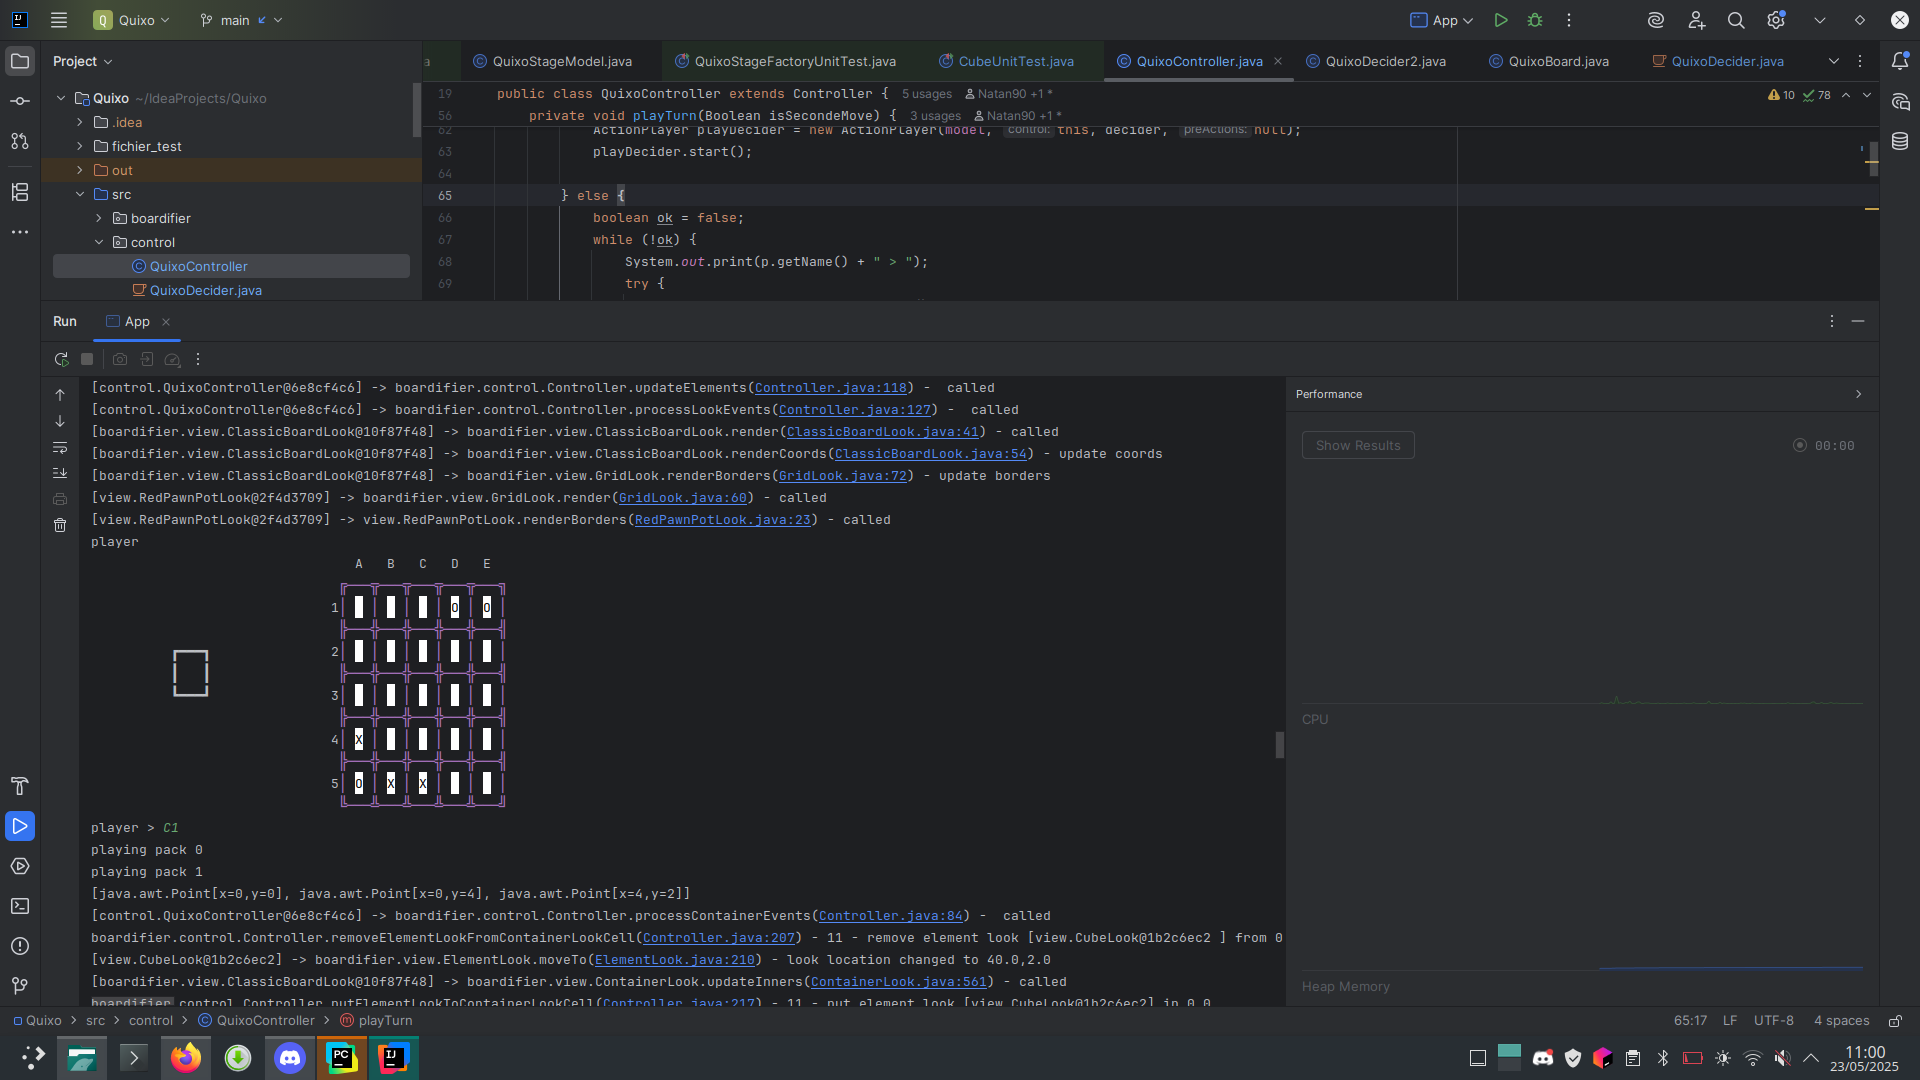 Quixo
main
App
Project
a
QuixoStageModel.java
QuixoStageFactoryUnitTest.java
CubeUnitTest.java
QuixoController.java
QuixoDecider2.java
QuixoBoard.java
QuixoDecider.java
Quixo ~/IdeaProjects/Quixo
.idea
fichier_test
out
src
boardifier
control
QuixoController
QuixoDecider.java
19 public class QuixoController extends Controller { 5 usages Natan90 +1 *
56 private void playTurn(Boolean isSecondeMove) { 3 usages Natan90 +1 *
10 78
62 ActionPlayer playDecider = new ActionPlayer(model, control: this, decider, preActions: null);
63 playDecider.start();
64
65 } else {
66 boolean ok = false;
67 while (!ok) {
68 System.out.print(p.getName() + " > ");
69 try {
Run
App
[control.QuixoController@6e8cf4c6] -> boardifier.control.Controller.updateElements(Controller.java:118) -  called
[control.QuixoController@6e8cf4c6] -> boardifier.control.Controller.processLookEvents(Controller.java:127) -  called
[boardifier.view.ClassicBoardLook@10f87f48] -> boardifier.view.ClassicBoardLook.render(ClassicBoardLook.java:41) - called
[boardifier.view.ClassicBoardLook@10f87f48] -> boardifier.view.ClassicBoardLook.renderCoords(ClassicBoardLook.java:54) - update coords
[boardifier.view.ClassicBoardLook@10f87f48] -> boardifier.view.GridLook.renderBorders(GridLook.java:72) - update borders
[view.RedPawnPotLook@2f4d3709] -> boardifier.view.GridLook.render(GridLook.java:60) - called
[view.RedPawnPotLook@2f4d3709] -> view.RedPawnPotLook.renderBorders(RedPawnPotLook.java:23) - called
player
A B C D E
1 O O
2
3
4 X
5 O X X
player > C1
playing pack 0
playing pack 1
[java.awt.Point[x=0,y=0], java.awt.Point[x=0,y=4], java.awt.Point[x=4,y=2]]
[control.QuixoController@6e8cf4c6] -> boardifier.control.Controller.processContainerEvents(Controller.java:84) -  called
boardifier.control.Controller.removeElementLookFromContainerLookCell(Controller.java:207) - 11 - remove element look [view.CubeLook@1b2c6ec2 ] from 0
[view.CubeLook@1b2c6ec2] -> boardifier.view.ElementLook.moveTo(ElementLook.java:210) - look location changed to 40.0,2.0
[boardifier.view.ClassicBoardLook@10f87f48] -> boardifier.view.ContainerLook.updateInners(ContainerLook.java:561) - called
boardifier.control.Controller.putElementLookToContainerLookCell(Controller.java:217) - 11 - put element look [view.CubeLook@1b2c6ec2] in 0,0
Performance
Show Results
00:00
CPU
Heap Memory
Quixo > src > control > QuixoController > playTurn
65:17 LF UTF-8 4 spaces
PC
IJ
11:00
23/05/2025